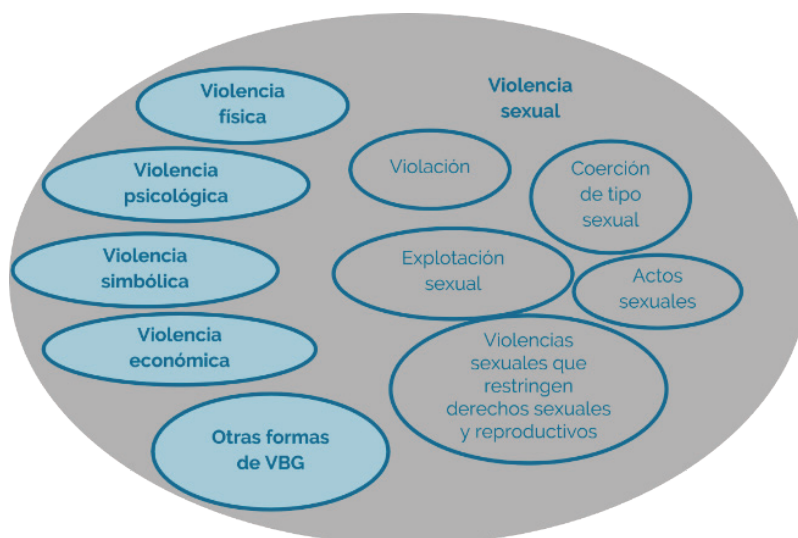 Violencia
física
Violencia
psicológica
Violencia
simbólica
Violencia
económica
Otras formas
de VBG
Violencia
sexual
Violación
Coerción
de tipo
sexual
Explotación
sexual
Actos
sexuales
Violencias
sexuales que
restringen
derechos sexuales
y reproductivos